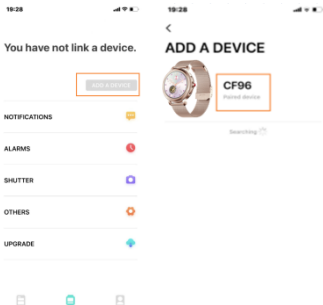 19:28
You have not link a device.
ADD A DEVICE
NOTIFICATIONS
ALARMS
SHUTTER
OTHERS
UPGRADE
19:28
ADD A DEVICE
CF96
Paired device
Searching